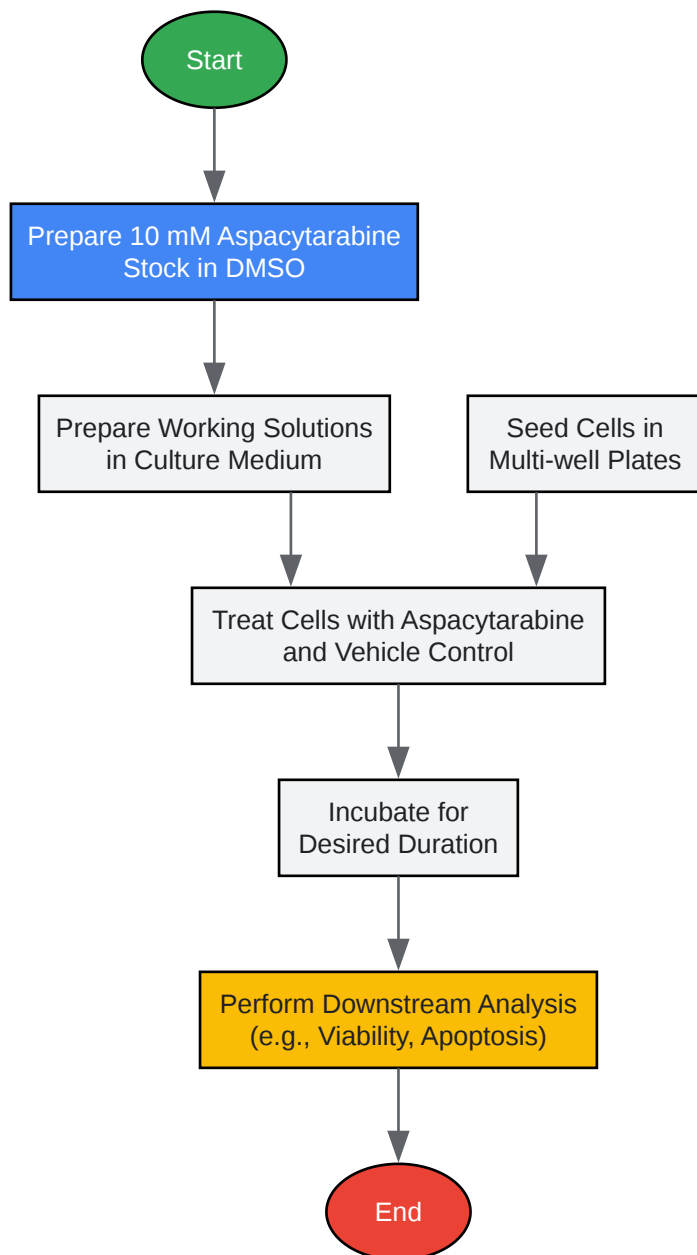 Start
Prepare 10 mM Aspacytarabine
Stock in DMSO
Prepare Working Solutions
in Culture Medium
Seed Cells in
Multi-well Plates
Treat Cells with Aspacytarabine
and Vehicle Control
Incubate for
Desired Duration
Perform Downstream Analysis
(e.g., Viability, Apoptosis)
End